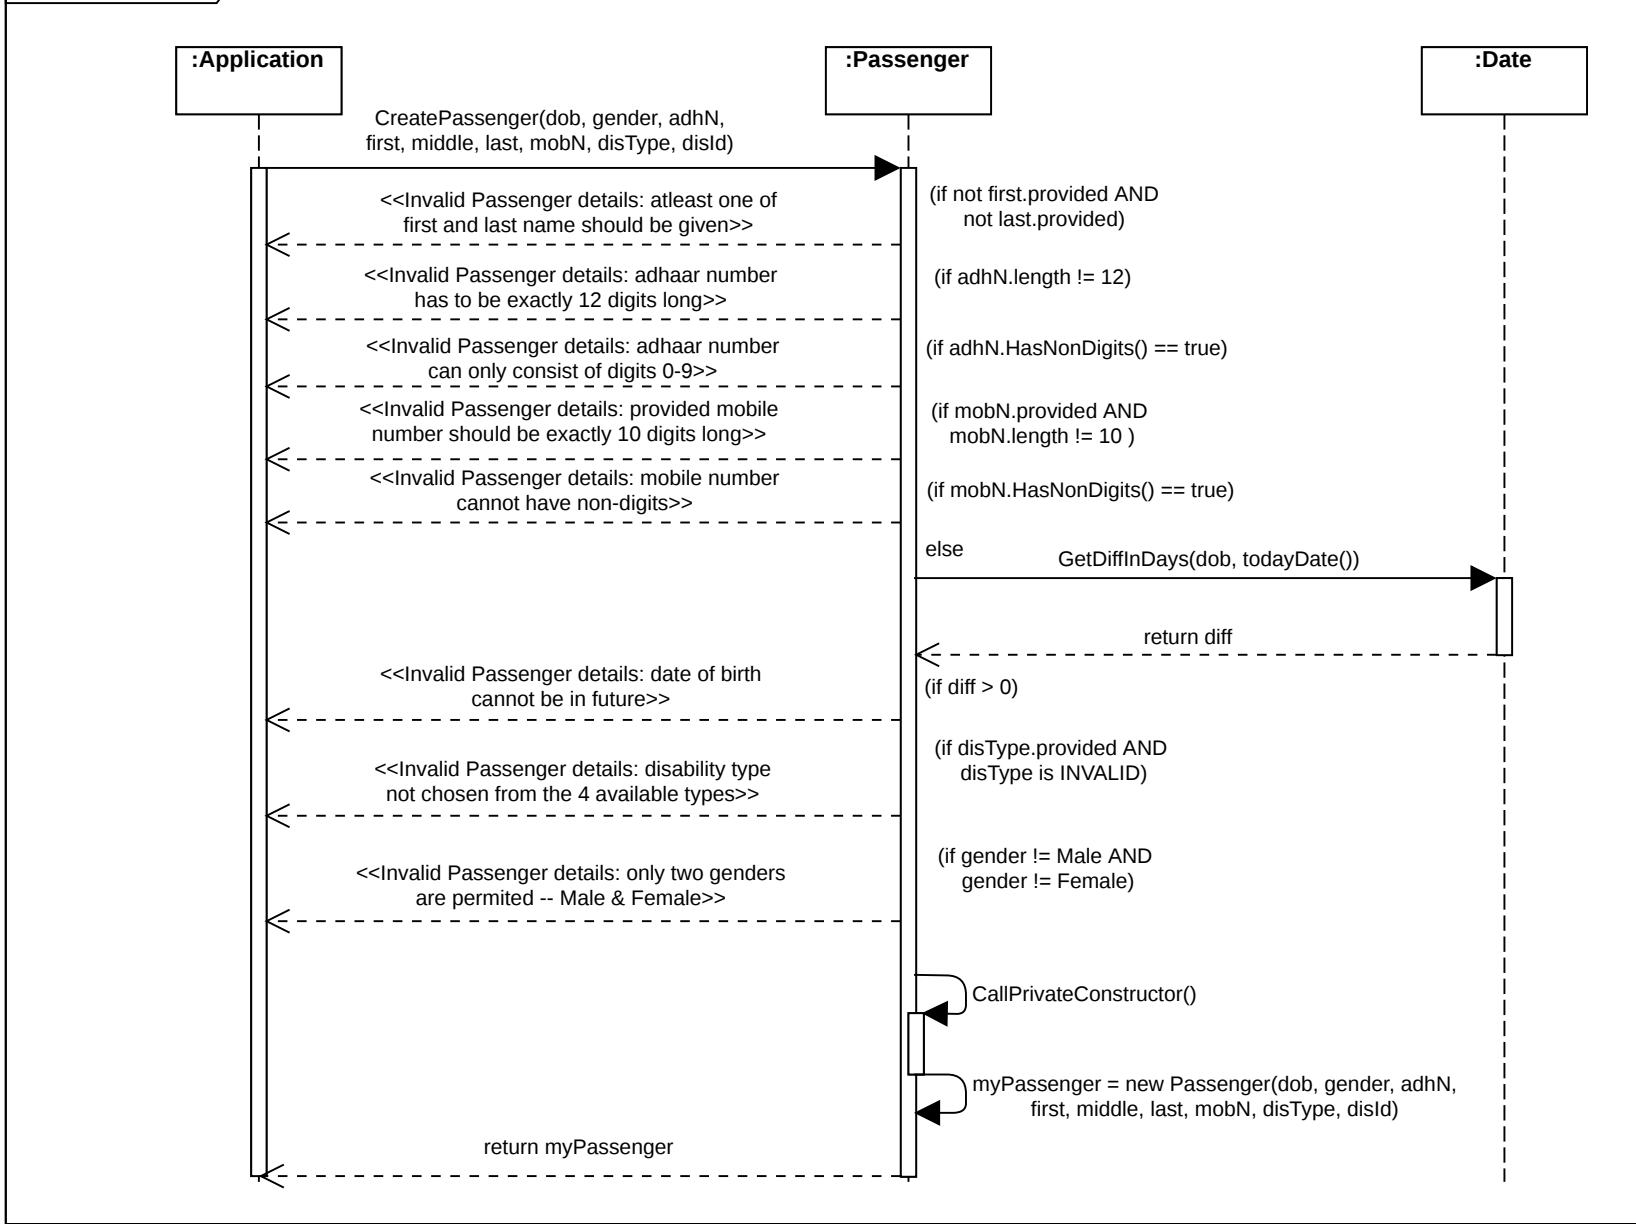 :Application
:Passenger
:Date
CreatePassenger(dob, gender, adhN,
first, middle, last, mobN, disType, disId)
<<Invalid Passenger details: atleast one of
first and last name should be given>>
(if not first.provided AND
not last.provided)
<<Invalid Passenger details: adhaar number
has to be exactly 12 digits long>>
(if adhN.length != 12)
<<Invalid Passenger details: adhaar number
can only consist of digits 0-9>>
(if adhN.HasNonDigits() == true)
<<Invalid Passenger details: provided mobile
number should be exactly 10 digits long>>
(if mobN.provided AND
mobN.length != 10 )
<<Invalid Passenger details: mobile number
cannot have non-digits>>
(if mobN.HasNonDigits() == true)
else
GetDiffInDays(dob, todayDate())
return diff
<<Invalid Passenger details: date of birth
cannot be in future>>
(if diff > 0)
<<Invalid Passenger details: disability type
not chosen from the 4 available types>>
(if disType.provided AND
disType is INVALID)
<<Invalid Passenger details: only two genders
are permited -- Male & Female>>
(if gender != Male AND
gender != Female)
CallPrivateConstructor()
myPassenger = new Passenger(dob, gender, adhN,
first, middle, last, mobN, disType, disId)
return myPassenger